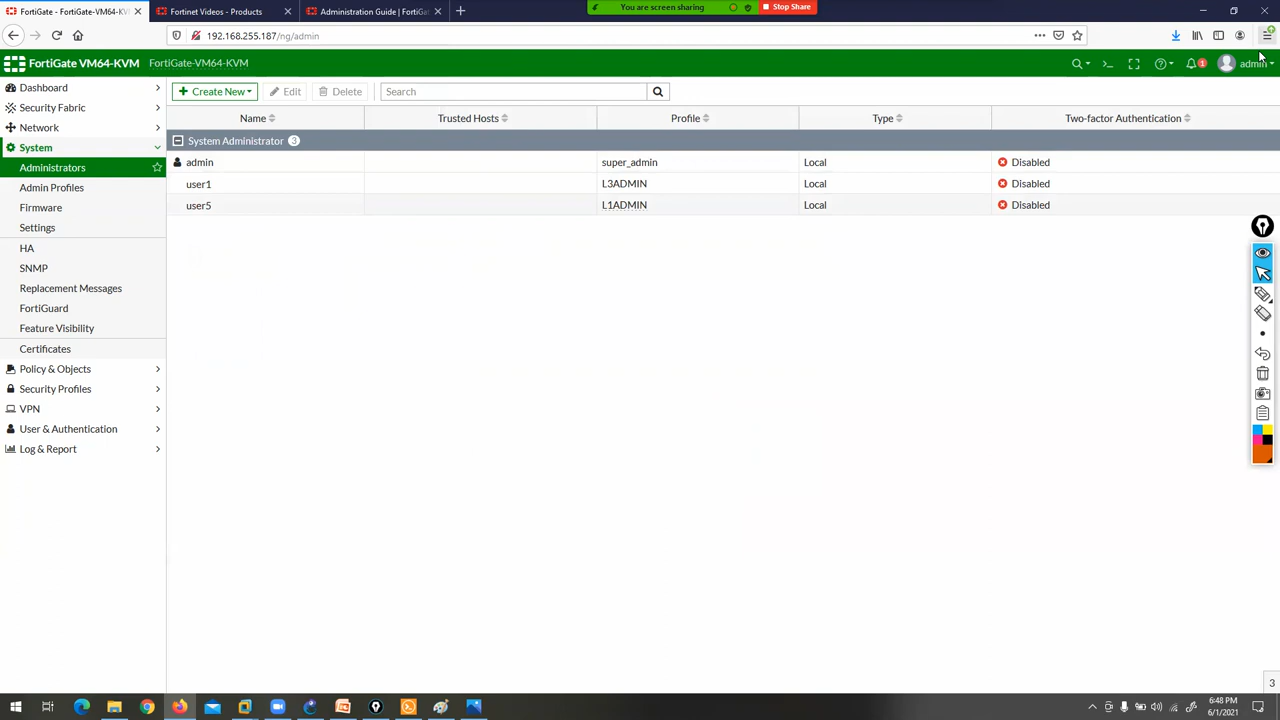 FortiGate - FortiGate-VM64-KV
Fortinet Videos - Products
Administration Guide | FortiGat
You are screen sharing
Stop Share
192.168.255.187/ng/admin
FortiGate VM64-KVM
FortiGate-VM64-KVM
1
admin
Dashboard
Security Fabric
Network
System
Administrators
Admin Profiles
Firmware
Settings
HA
SNMP
Replacement Messages
FortiGuard
Feature Visibility
Certificates
Policy & Objects
Security Profiles
VPN
User & Authentication
Log & Report
+ Create New
Edit
Delete
Search
Name Trusted Hosts Profile Type Two-factor Authentication
System Administrator 3
admin super_admin Local Disabled
user1 L3ADMIN Local Disabled
user5 L1ADMIN Local Disabled
3
6:48 PM
6/1/2021